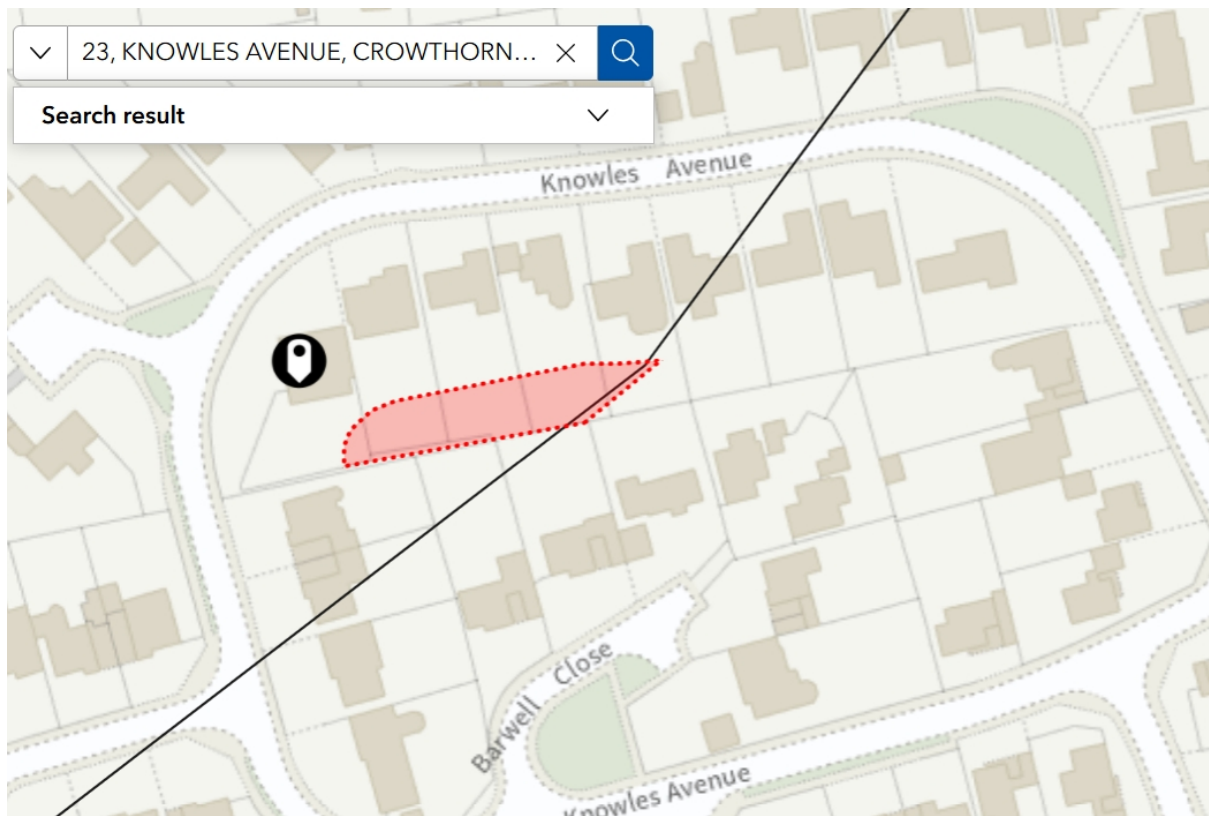 23, KNOWLES AVENUE, CROWTHORN...
Search result
Knowles Avenue
Barwell Close
Knowles Avenue